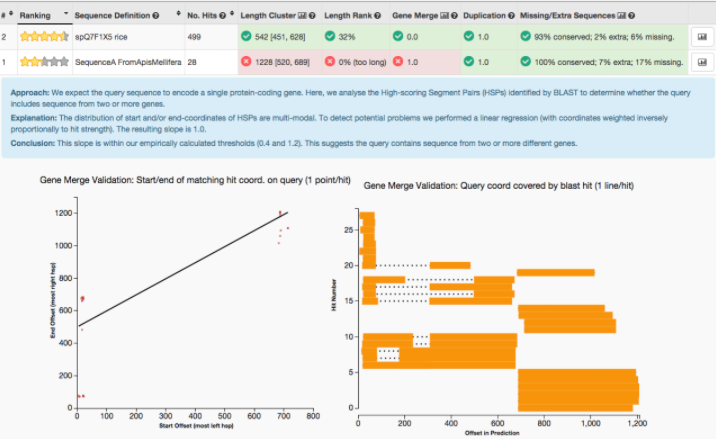 # Ranking Sequence Definition No. Hits Length Cluster Length Rank Gene Merge Duplication Missing/Extra Sequences
2 spQ7F1X5 rice 499 542 [451, 628] 32% 0.0 1.0 93% conserved; 2% extra; 6% missing.
1 SequenceA FromApisMellifera 28 1228 [520, 689] 0% (too long) 1.0 1.0 100% conserved; 7% extra; 17% missing.
Approach: We expect the query sequence to encode a single protein-coding gene. Here, we analyse the High-scoring Segment Pairs (HSPs) identified by BLAST to determine whether the query
includes sequence from two or more genes.
Explanation: The distribution of start and/or end-coordinates of HSPs are multi-modal. To detect potential problems we performed a linear regression (with coordinates weighted inversely
proportionally to hit strength). The resulting slope is 1.0.
Conclusion: This slope is within our empirically calculated thresholds (0.4 and 1.2). This suggests the query contains sequence from two or more different genes.
Gene Merge Validation: Start/end of matching hit coord. on query (1 point/hit)
1200
1000
800
600
400
200
0
End Offset (most right hsp)
0 100 200 300 400 500 600 700 800
Start Offset (most left hsp)
Gene Merge Validation: Query coord covered by blast hit (1 line/hit)
25
20
15
10
5
0
Hit Number
0 200 400 600 800 1,000 1,200
Offset in Prediction